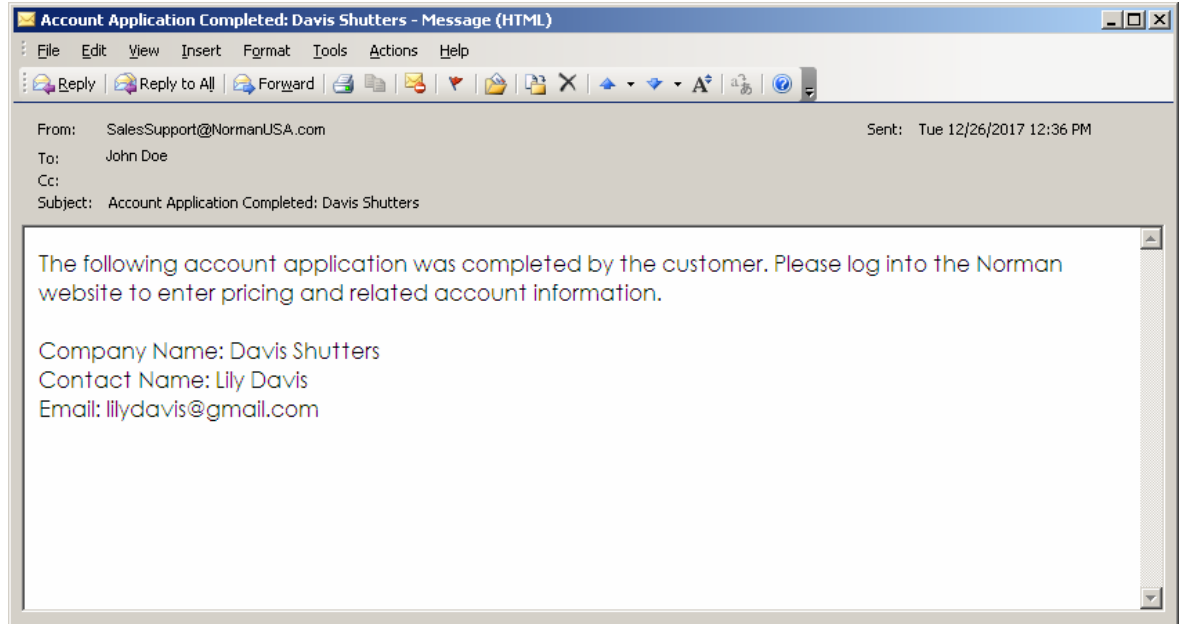 Account Application Completed: Davis Shutters - Message (HTML)
File Edit View Insert Format Tools Actions Help
Reply Reply to All Forward
From: SalesSupport@NormanUSA.com Sent: Tue 12/26/2017 12:36 PM
To: John Doe
Cc:
Subject: Account Application Completed: Davis Shutters
The following account application was completed by the customer. Please log into the Norman
website to enter pricing and related account information.
Company Name: Davis Shutters
Contact Name: Lily Davis
Email: lilydavis@gmail.com